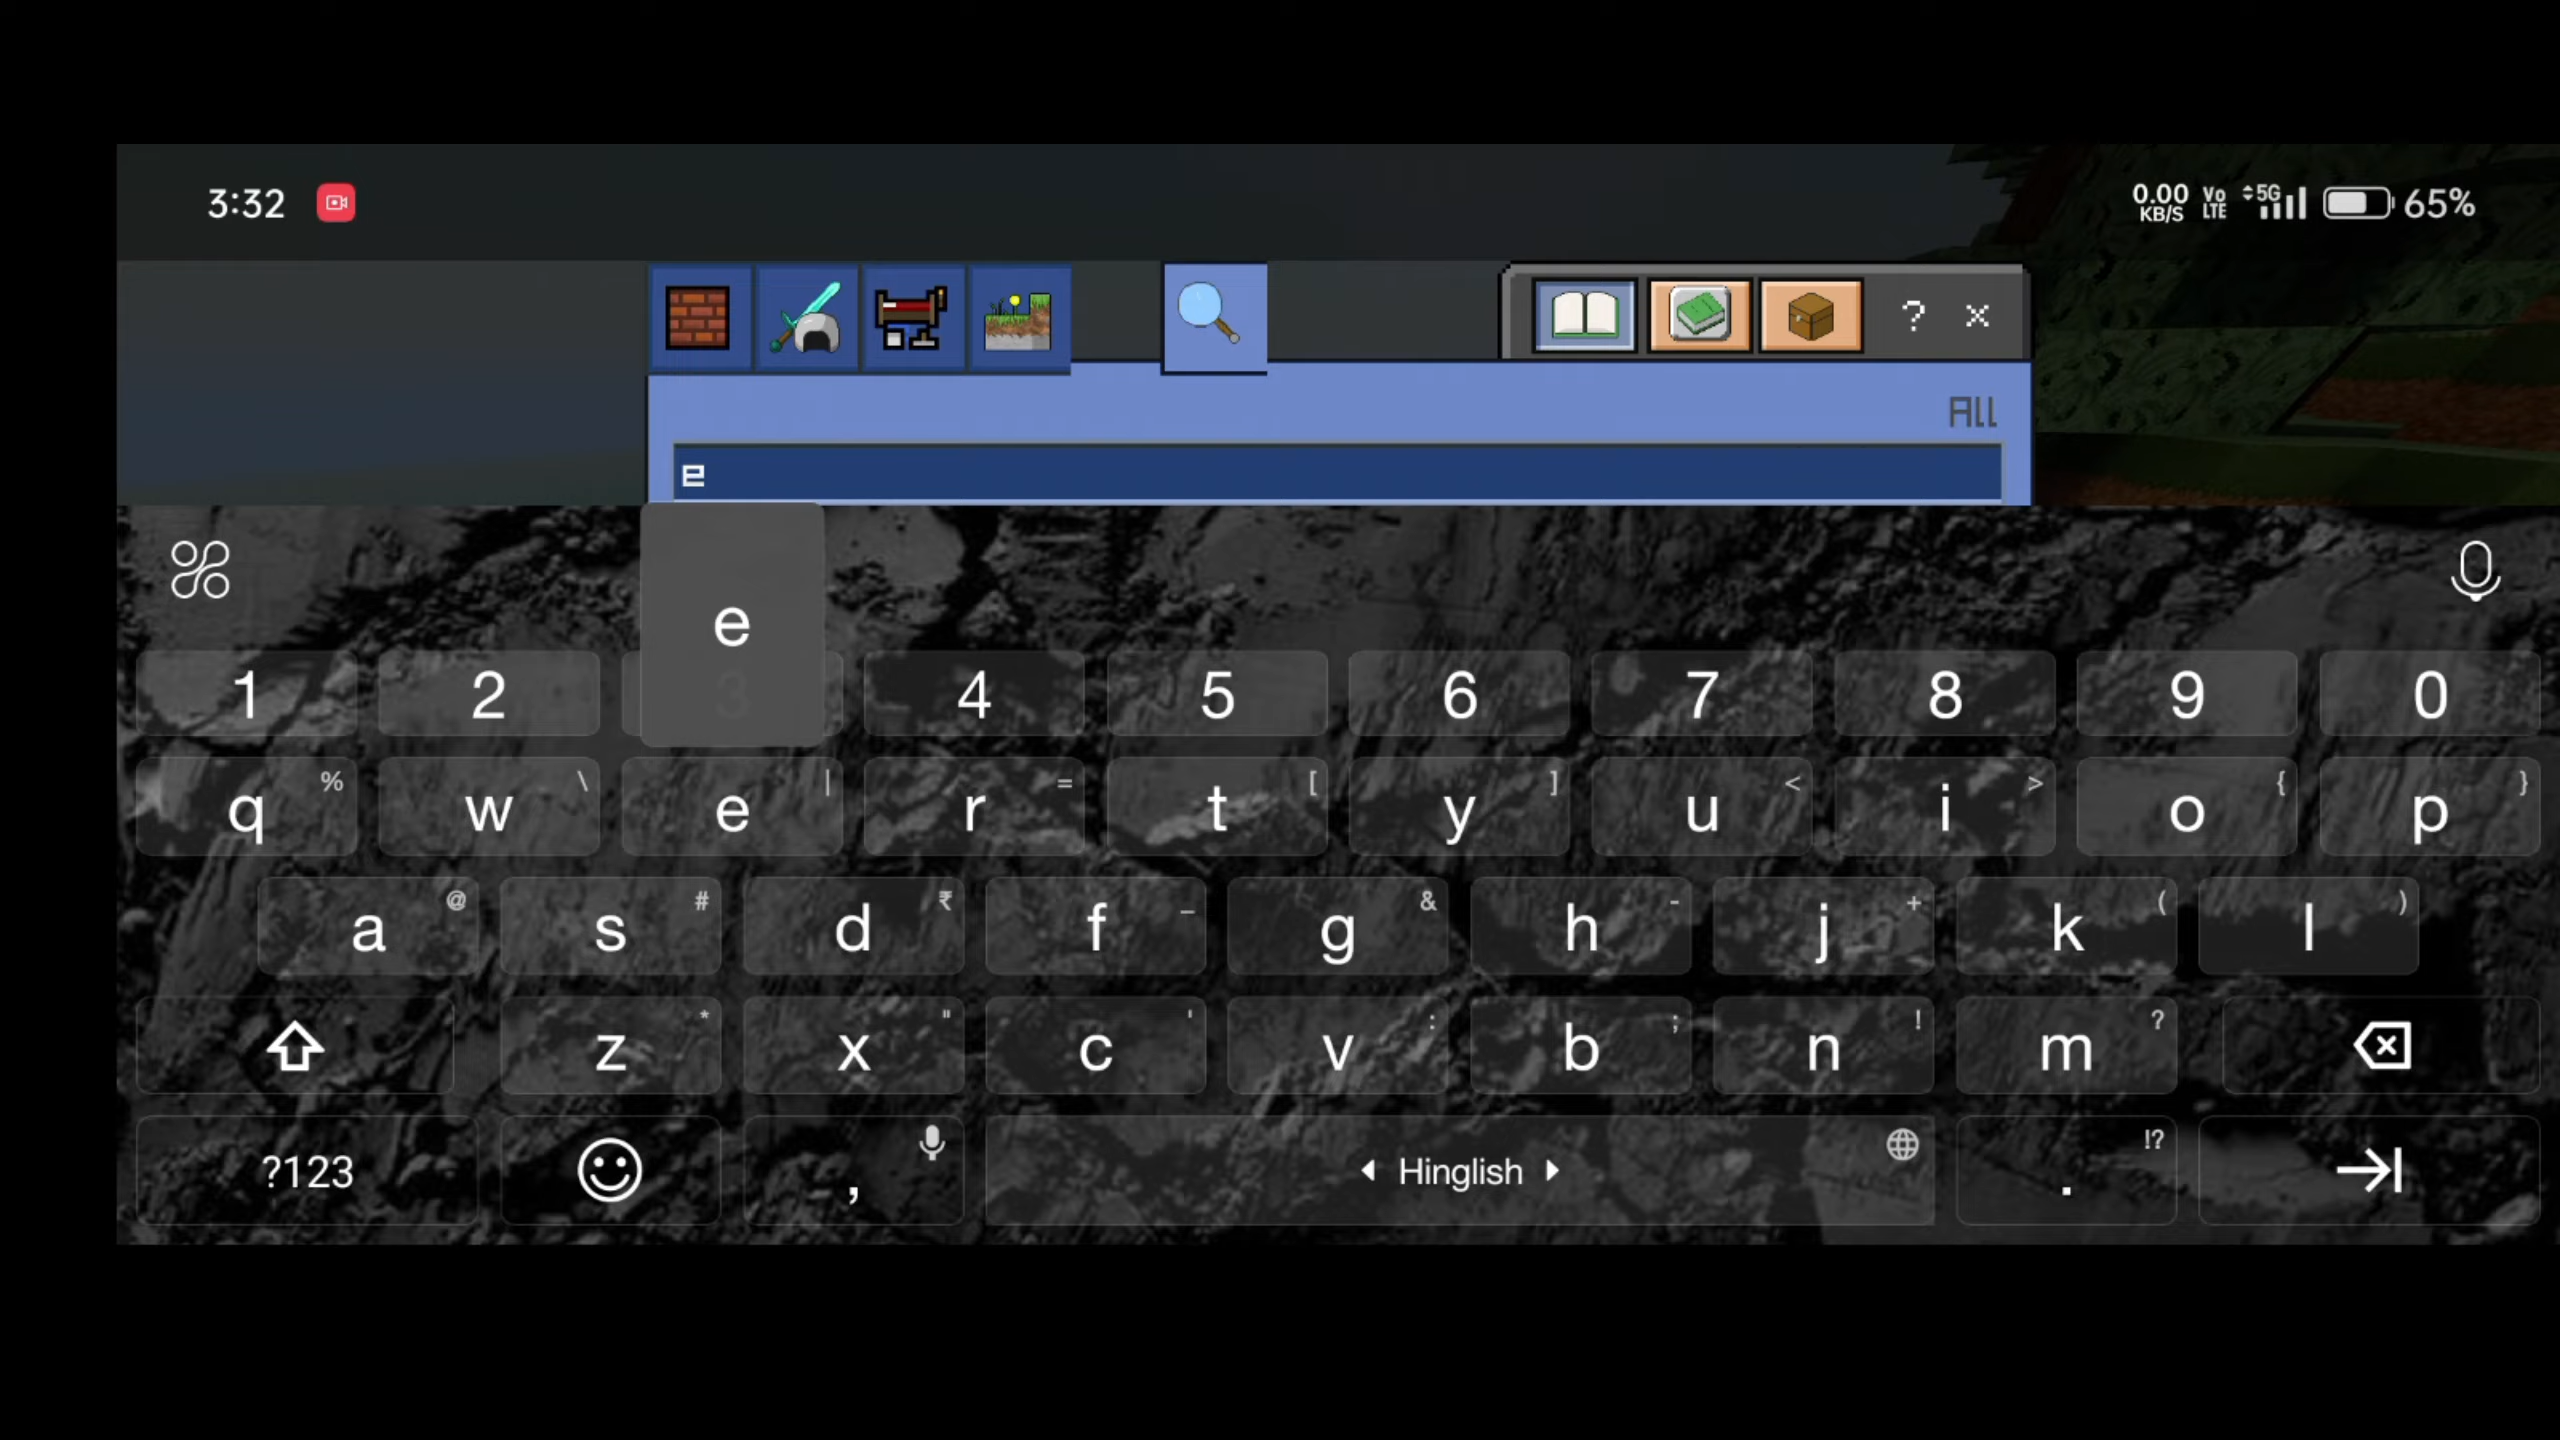 3:32 0.00 KB/S Vo LTE 5G 65%
? ×
All
e
e
1 2 3 4 5 6 7 8 9 0
q % w \ e | r = t [ y ] u < i > o { p }
a @ s # d ₹ f _ g & h - j + k ( l )
z * x " c ' v : b ; n ! m ?
?123 , Hinglish . !?